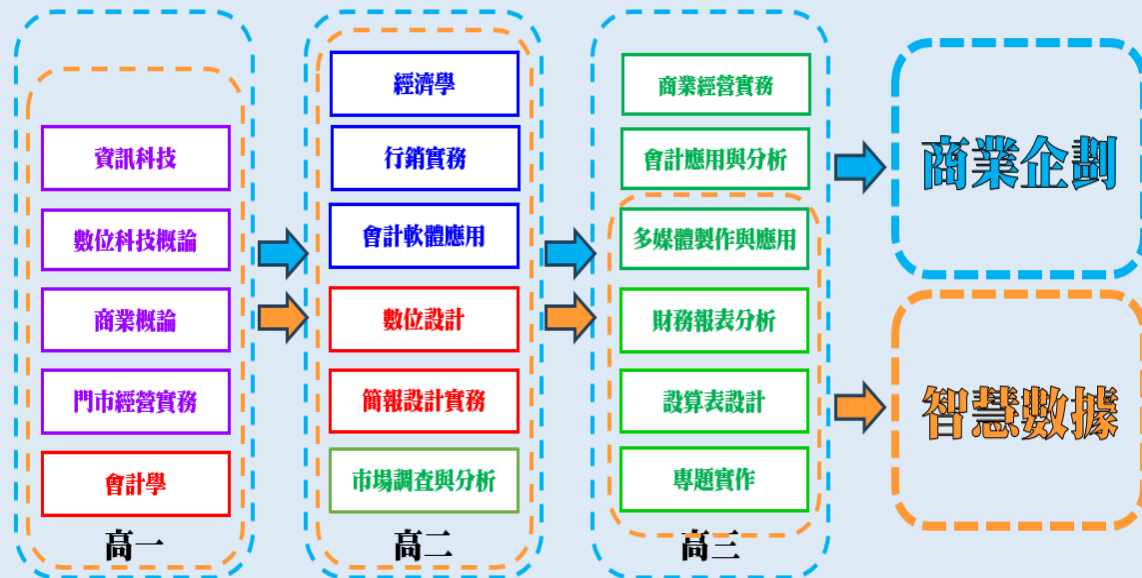 資訊科技
數位科技概論
商業概論
門市經營實務
會計學
高一
經濟學
行銷實務
會計軟體應用
數位設計
簡報設計實務
市場調查與分析
高二
商業經營實務
會計應用與分析
多媒體製作與應用
財務報表分析
設算表設計
專題實作
高三
商業企劃
智慧數據